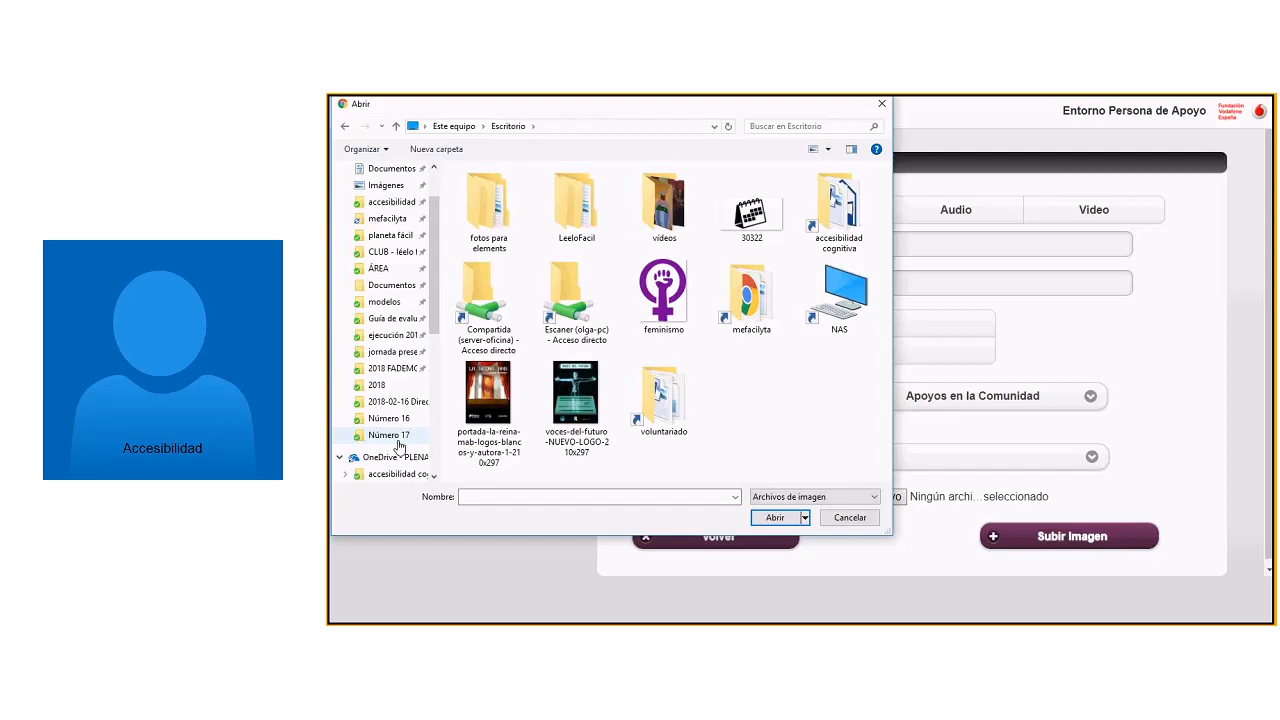 Accesibilidad
Abrir
Este equipo
Escritorio
Buscar en Escritorio
Organizar
Nueva carpeta
Documentos
Imágenes
accesibilidad
mefacilyta
planeta fácil
CLUB - léelo
ÁREA
Documentos
modelos
Guía de evalu
ejecución 201
jornada prese
2018 FADEMC
2018
2018-02-16 Direc
Número 16
Número 17
OneDrive - PLENA
accesibilidad co
fotos para
elements
LeeloFacil
vídeos
30322
accesibilidad
cognitiva
Compartida
(server-oficina) -
Acceso directo
Escaner (olga-pc)
- Acceso directo
feminismo
mefacilyta
NAS
portada-la-reina-
mab-logos-blanc
os-y-autora-1-21
0x297
voces-del-futuro
-NUEVO-LOGO-2
10x297
voluntariado
Nombre:
Archivos de imagen
Abrir
Cancelar
Entorno Persona de Apoyo
Fundación
Vodafone
España
Audio
Video
Apoyos en la Comunidad
vo
Ningún archi...seleccionado
Volver
Subir Imagen